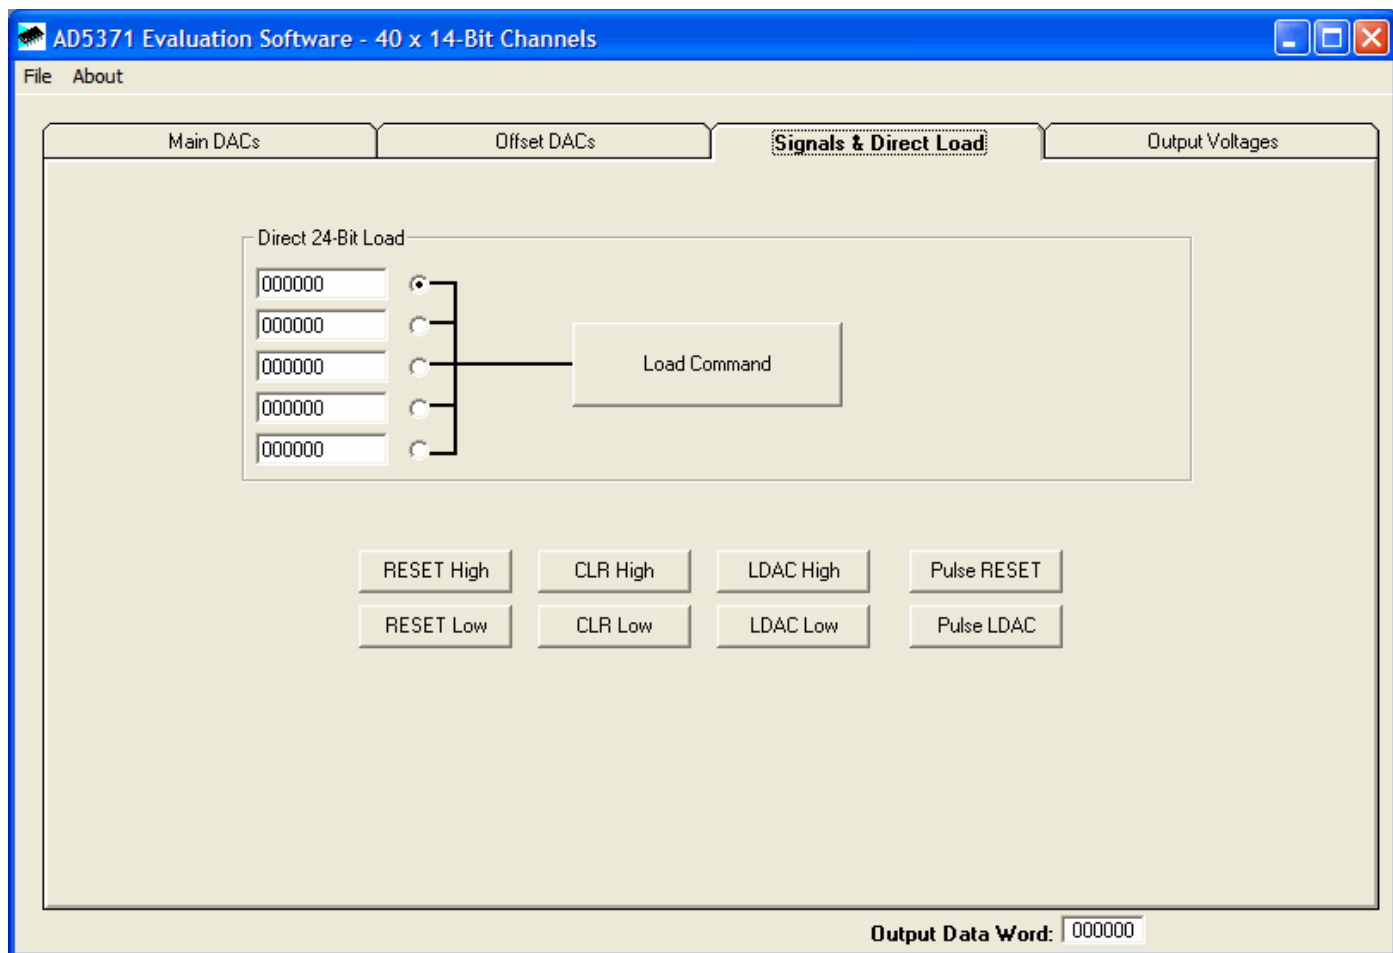 AD5371 Evaluation Software - 40 x 14-Bit Channels
File About
Main DACs Offset DACs Signals & Direct Load Output Voltages
Direct 24-Bit Load
000000
000000
000000
000000
000000
Load Command
RESET High CLR High LDAC High Pulse RESET
RESET Low CLR Low LDAC Low Pulse LDAC
Output Data Word: 000000